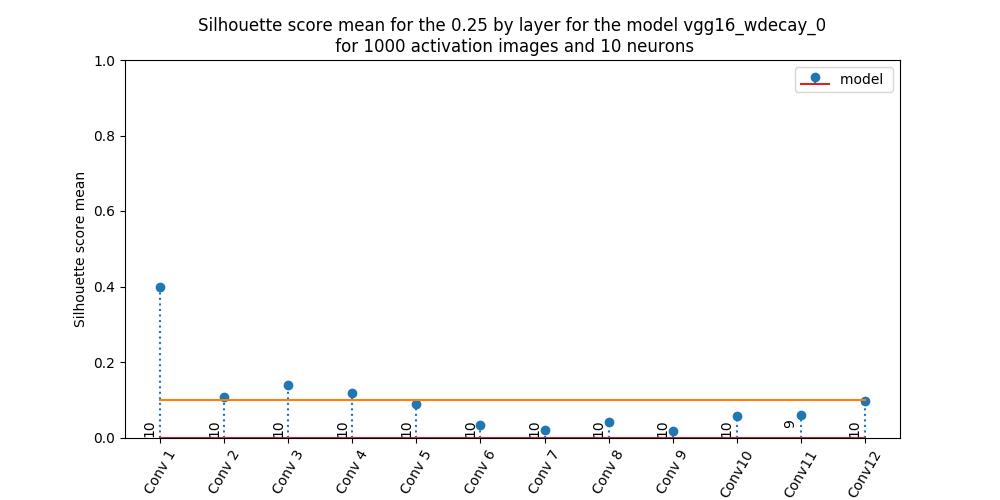 Silhouette score mean for the 0.25 by layer for the model vgg16_wdecay_0
for 1000 activation images and 10 neurons
model
Silhouette score mean
1.0
0.8
0.6
0.4
0.2
0.0
10 10 10 10 10 10 10 10 10 10 9 10
Conv 1 Conv 2 Conv 3 Conv 4 Conv 5 Conv 6 Conv 7 Conv 8 Conv 9 Conv10 Conv11 Conv12